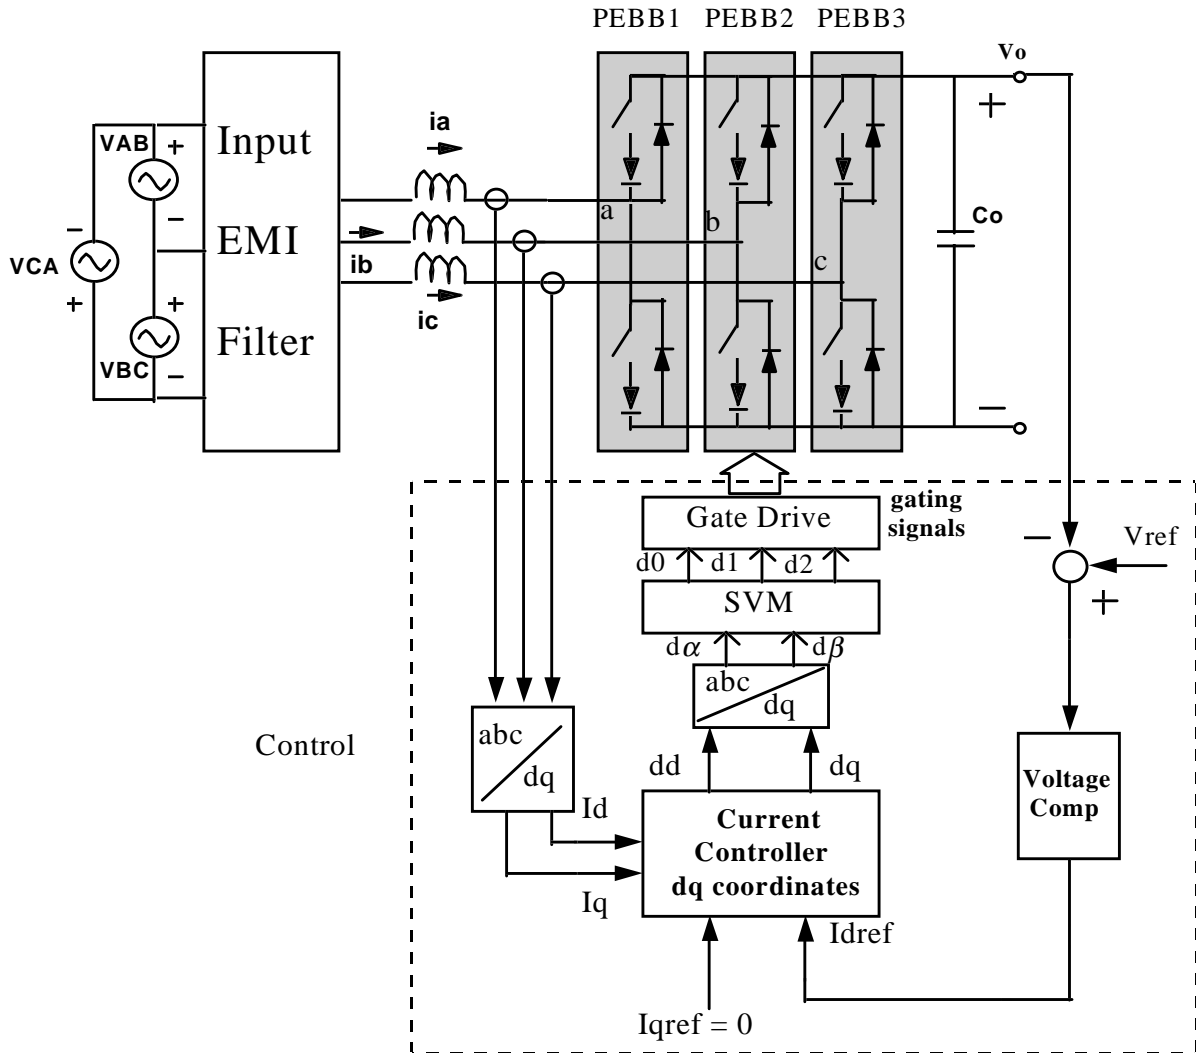 PEBB1 PEBB2 PEBB3
Vo
+
Input
EMI
Filter
VAB
+
−
VCA
−
+
VBC
+
−
ia
ib
ic
a
b
c
Co
−
gating
signals
Gate Drive
d0 d1 d2
SVM
dα dβ
abc
dq
dd dq
− Vref
+
Control
abc
dq
Id
Iq
Current
Controller
dq coordinates
Voltage
Comp
Idref
Iqref = 0